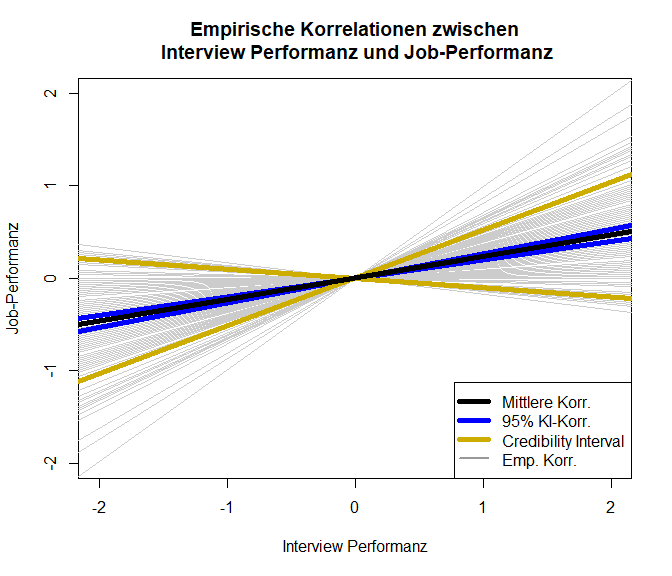 Empirische Korrelationen zwischen
Interview Performanz und Job-Performanz
Job-Performanz
2
1
0
-1
-2
Mittlere Korr.
95% KI-Korr.
Credibility Interval
Emp. Korr.
-2
-1
0
1
2
Interview Performanz